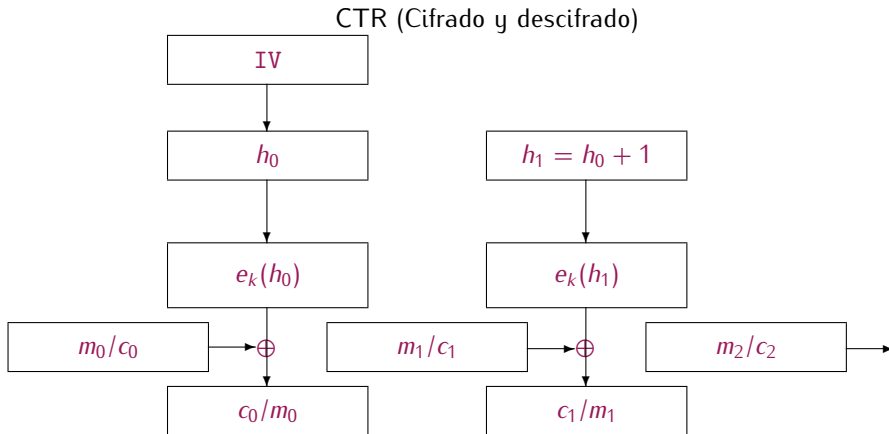 CTR (Cifrado y descifrado)
IV
h₀ h₁ = h₀ + 1
eₖ(h₀) eₖ(h₁)
m₀/c₀ ⊕ m₁/c₁ ⊕ m₂/c₂
c₀/m₀ c₁/m₁